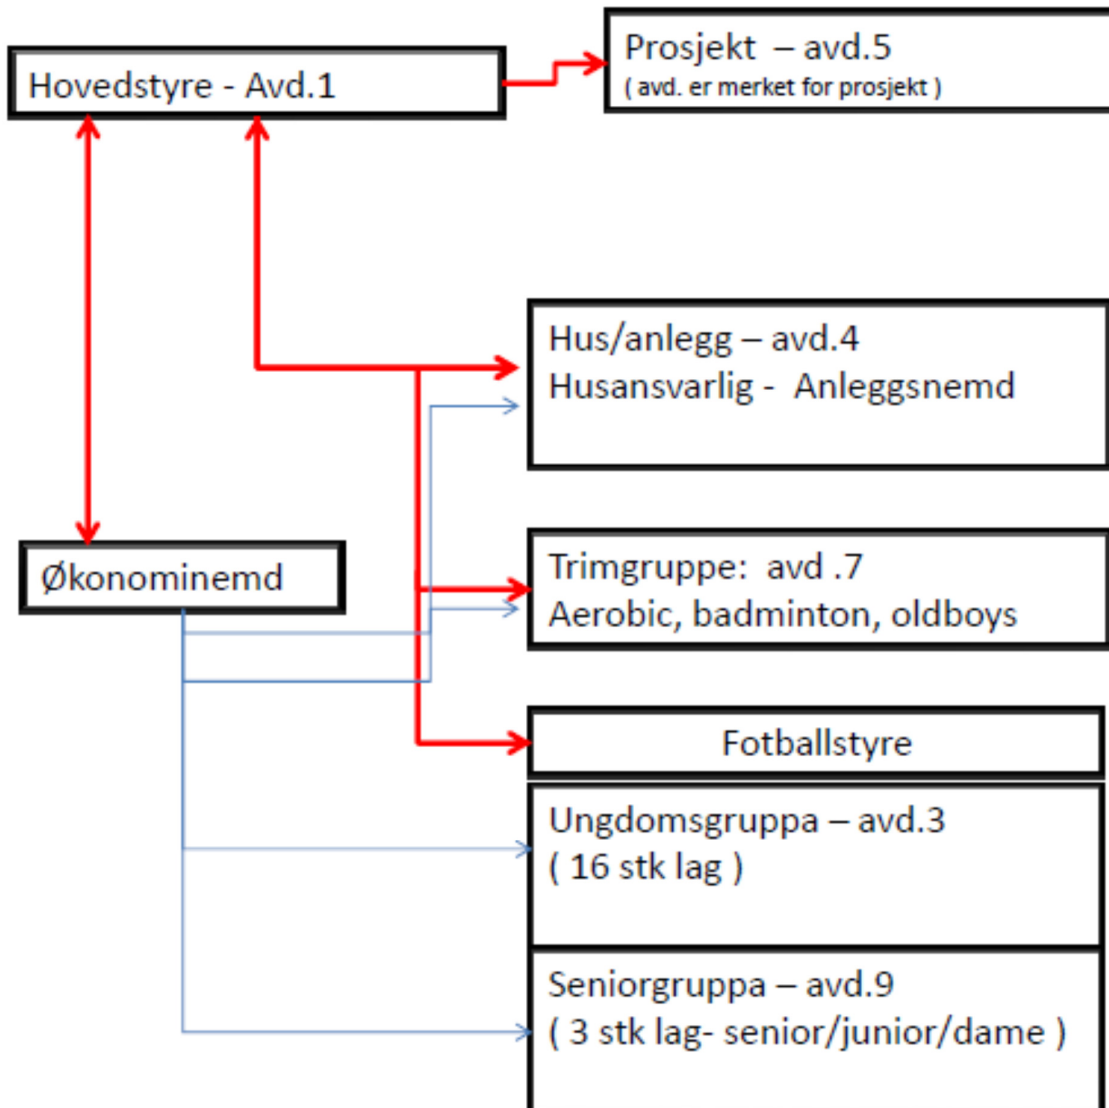 Prosjekt – avd.5
( avd. er merket for prosjekt )
Hovedstyre - Avd.1
Hus/anlegg – avd.4
Husansvarlig - Anleggsnemd
Økonominemd
Trimgruppe: avd .7
Aerobic, badminton, oldboys
Fotballstyre
Ungdomsgruppa – avd.3
( 16 stk lag )
Seniorgruppa – avd.9
( 3 stk lag- senior/junior/dame )